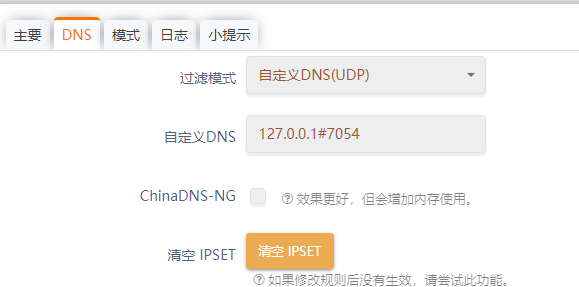 主要 DNS 模式 日志 小提示
过滤模式 自定义DNS(UDP)
自定义DNS 127.0.0.1#7054
ChinaDNS-NG 效果更好，但会增加内存使用。
清空 IPSET 清空 IPSET
如果修改规则后没有生效，请尝试此功能。